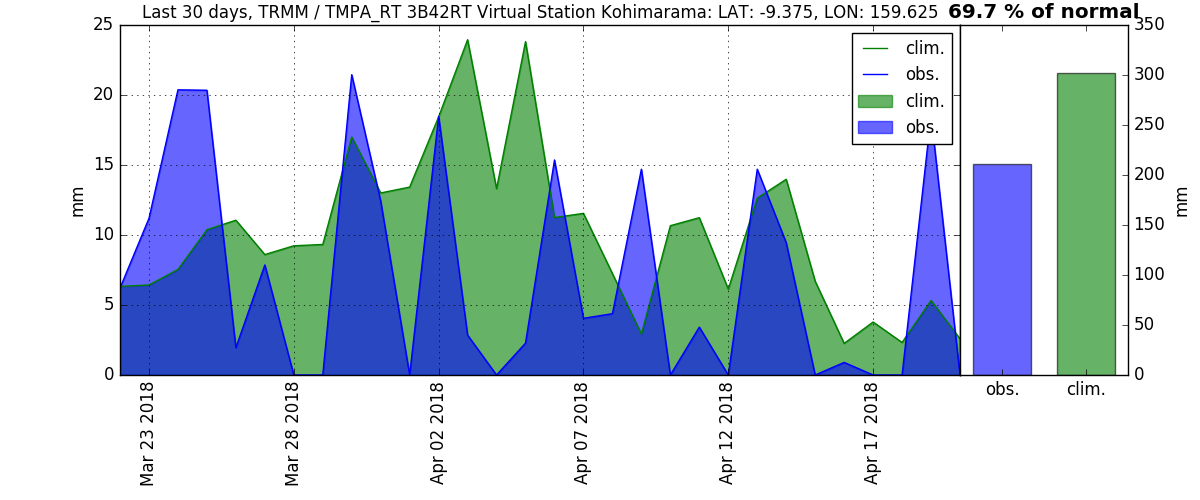 Last 30 days, TRMM / TMPA_RT 3B42RT Virtual Station Kohimarama: LAT: -9.375, LON: 159.625
69.7 % of normal
25
20
15
10
5
0
mm
clim.
obs.
clim.
obs.
350
300
250
200
150
100
50
0
mm
obs.
clim.
Mar 23 2018
Mar 28 2018
Apr 02 2018
Apr 07 2018
Apr 12 2018
Apr 17 2018